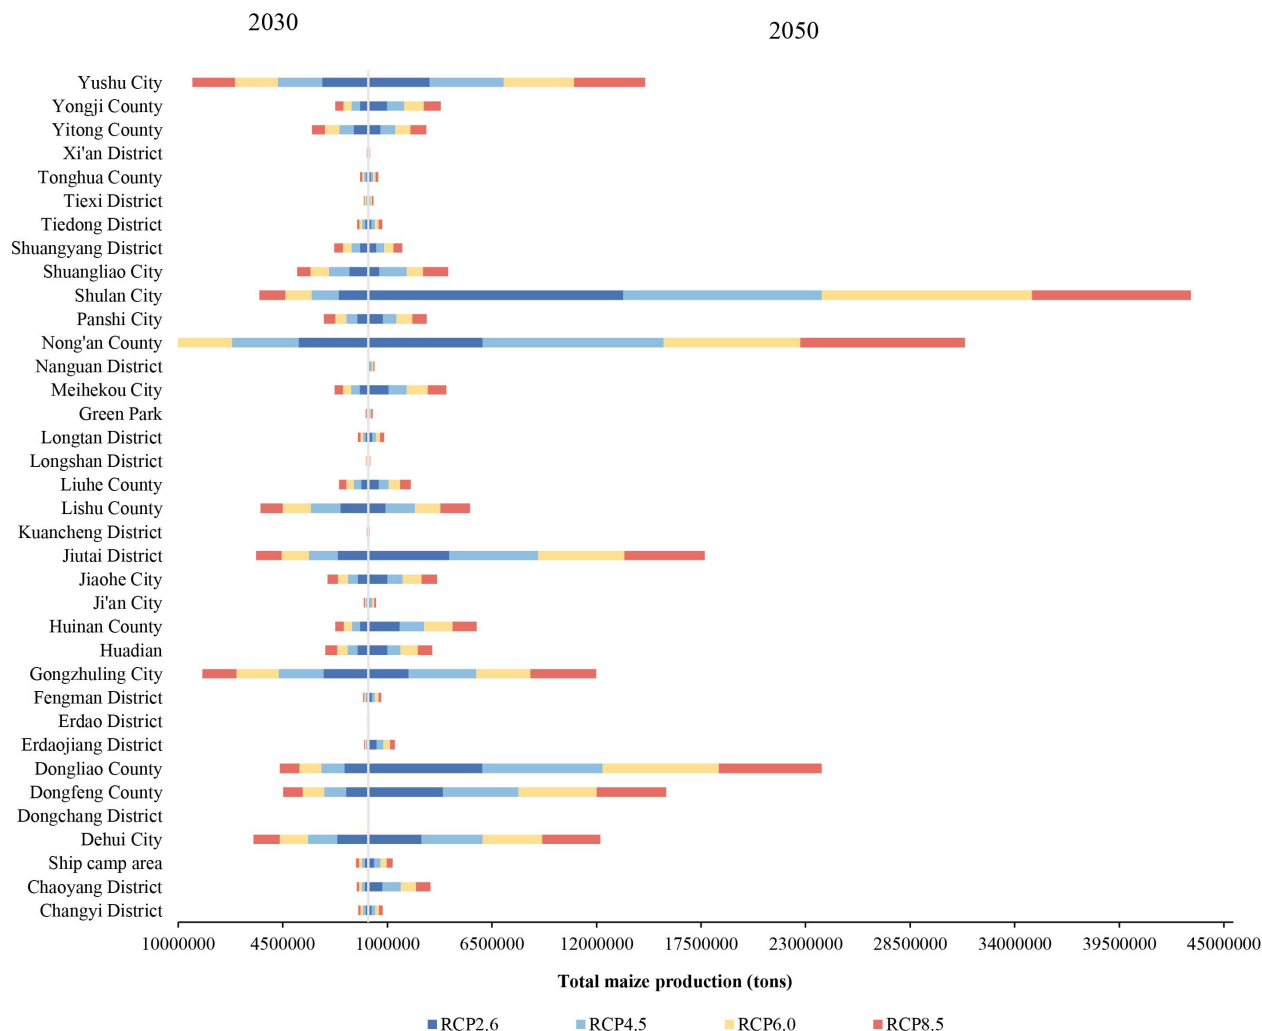 2030
2050
Yushu City
Yongji County
Yitong County
Xi'an District
Tonghua County
Tiexi District
Tiedong District
Shuangyang District
Shuangliao City
Shulan City
Panshi City
Nong'an County
Nanguan District
Meihekou City
Green Park
Longtan District
Longshan District
Liuhe County
Lishu County
Kuancheng District
Jiutai District
Jiaohe City
Ji'an City
Huinan County
Huadian
Gongzhuling City
Fengman District
Erdao District
Erdaojiang District
Dongliao County
Dongfeng County
Dongchang District
Dehui City
Ship camp area
Chaoyang District
Changyi District
10000000 4500000 1000000 6500000 12000000 17500000 23000000 28500000 34000000 39500000 45000000
Total maize production (tons)
RCP2.6 RCP4.5 RCP6.0 RCP8.5